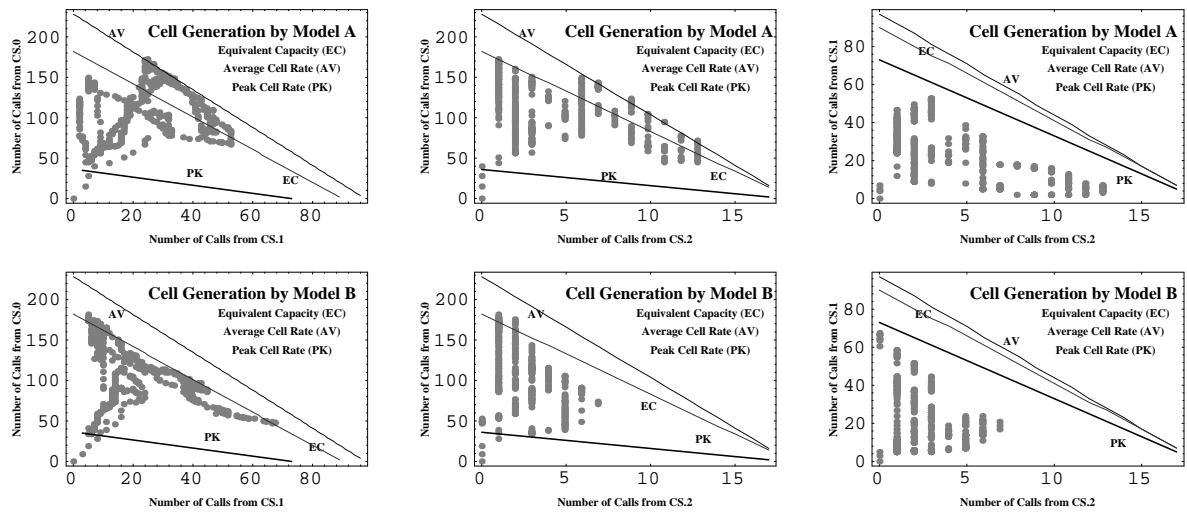 Cell Generation by Model A
Equivalent Capacity (EC)
Average Cell Rate (AV)
Peak Cell Rate (PK)
AV
PK
EC
200
150
100
50
0
0
20
40
60
80
Number of Calls from CS.0
Number of Calls from CS.1
Cell Generation by Model A
Equivalent Capacity (EC)
Average Cell Rate (AV)
Peak Cell Rate (PK)
AV
PK
EC
200
150
100
50
0
0
5
10
15
Number of Calls from CS.0
Number of Calls from CS.2
Cell Generation by Model A
Equivalent Capacity (EC)
Average Cell Rate (AV)
Peak Cell Rate (PK)
EC
AV
PK
80
60
40
20
0
0
5
10
15
Number of Calls from CS.1
Number of Calls from CS.2
Cell Generation by Model B
Equivalent Capacity (EC)
Average Cell Rate (AV)
Peak Cell Rate (PK)
AV
PK
EC
200
150
100
50
0
0
20
40
60
80
Number of Calls from CS.0
Number of Calls from CS.1
Cell Generation by Model B
Equivalent Capacity (EC)
Average Cell Rate (AV)
Peak Cell Rate (PK)
AV
EC
PK
200
150
100
50
0
0
5
10
15
Number of Calls from CS.0
Number of Calls from CS.2
Cell Generation by Model B
Equivalent Capacity (EC)
Average Cell Rate (AV)
Peak Cell Rate (PK)
EC
AV
PK
80
60
40
20
0
0
5
10
15
Number of Calls from CS.1
Number of Calls from CS.2